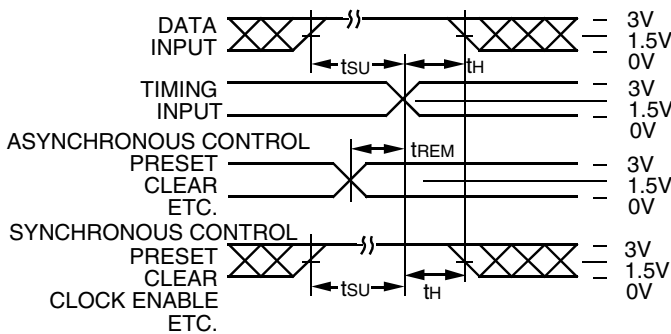 DATA
INPUT
3V
1.5V
0V
tSU
tH
TIMING
INPUT
3V
1.5V
0V
ASYNCHRONOUS CONTROL
tREM
PRESET
CLEAR
ETC.
3V
1.5V
0V
SYNCHRONOUS CONTROL
PRESET
CLEAR
CLOCK ENABLE
ETC.
3V
1.5V
0V
tSU
tH